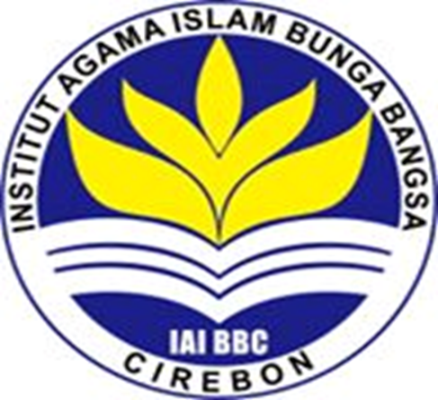 INSTITUT AGAMA ISLAM BUNGA BANGSA
IAI BBC
CIREBON